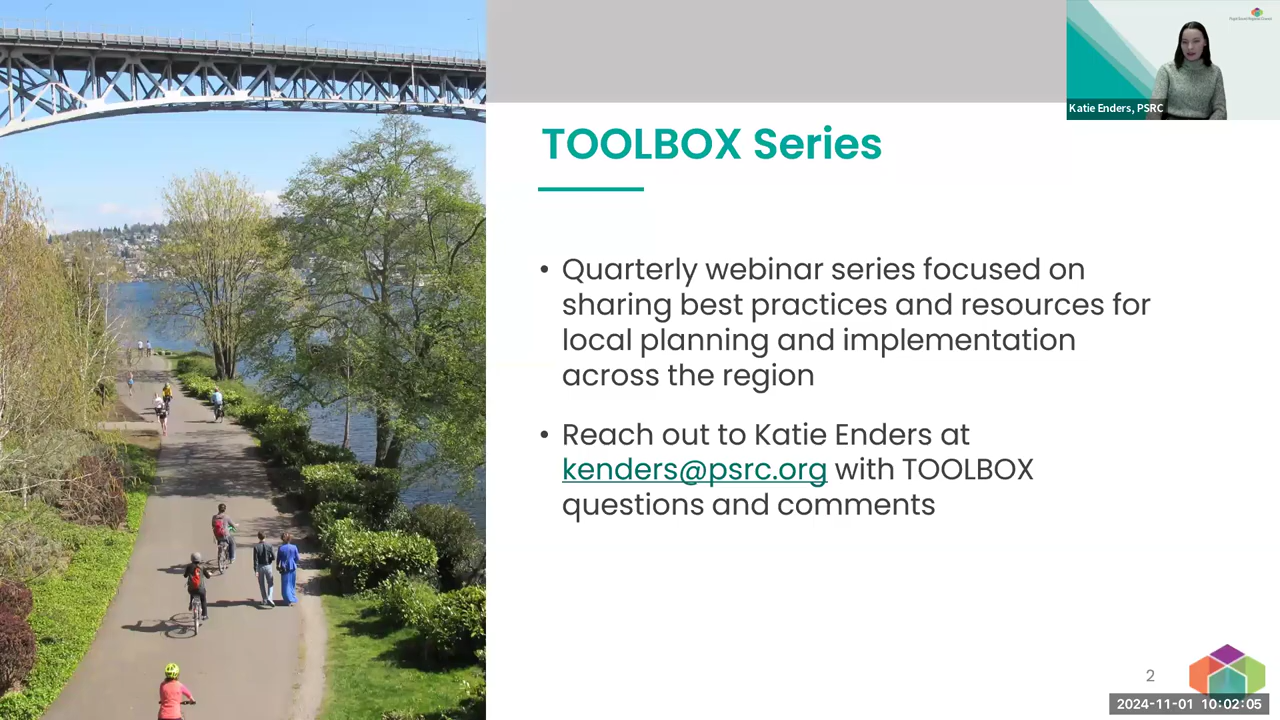 Katie Enders, PSRC
TOOLBOX Series
• Quarterly webinar series focused on
sharing best practices and resources for
local planning and implementation
across the region
• Reach out to Katie Enders at
kenders@psrc.org with TOOLBOX
questions and comments
2
2024-11-01 10:02:05